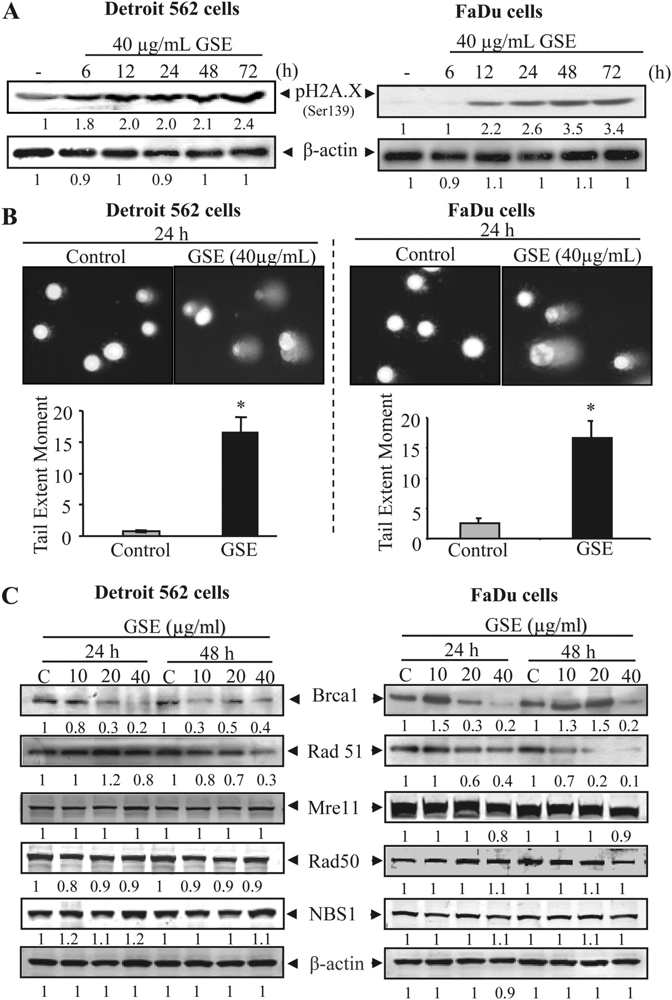 A
Detroit 562 cells
FaDu cells
40 µg/mL GSE
40 µg/mL GSE
- 6 12 24 48 72 (h)
- 6 12 24 48 72 (h)
pH2A.X
(Ser139)
1 1.8 2.0 2.0 2.1 2.4
1 1 2.2 2.6 3.5 3.4
β-actin
1 0.9 1 0.9 1 1
1 0.9 1.1 1 1.1 1
B
Detroit 562 cells
FaDu cells
24 h
24 h
Control GSE (40µg/mL)
Control GSE (40µg/mL)
Tail Extent Moment
20
15
10
5
0
*
Control GSE
Tail Extent Moment
20
15
10
5
0
*
Control GSE
C
Detroit 562 cells
FaDu cells
GSE (µg/ml)
GSE (µg/ml)
24 h 48 h
24 h 48 h
C 10 20 40 C 10 20 40
C 10 20 40 C 10 20 40
Brca1
1 0.8 0.3 0.2 1 0.3 0.5 0.4
1 1.5 0.3 0.2 1 1.3 1.5 0.2
Rad 51
1 1 1.2 0.8 1 0.8 0.7 0.3
1 1 0.6 0.4 1 0.7 0.2 0.1
Mre11
1 1 1 1 1 1 1 1
1 1 1 0.8 1 1 1 0.9
Rad50
1 0.8 0.9 0.9 1 0.9 0.9 0.9
1 1 1 1.1 1 1 1.1 1
NBS1
1 1.2 1.1 1.2 1 1 1 1.1
1 1 1 1.1 1 1 1.1 1
β-actin
1 1 1 1 1 1 1 1
1 1 1 0.9 1 1 1 1